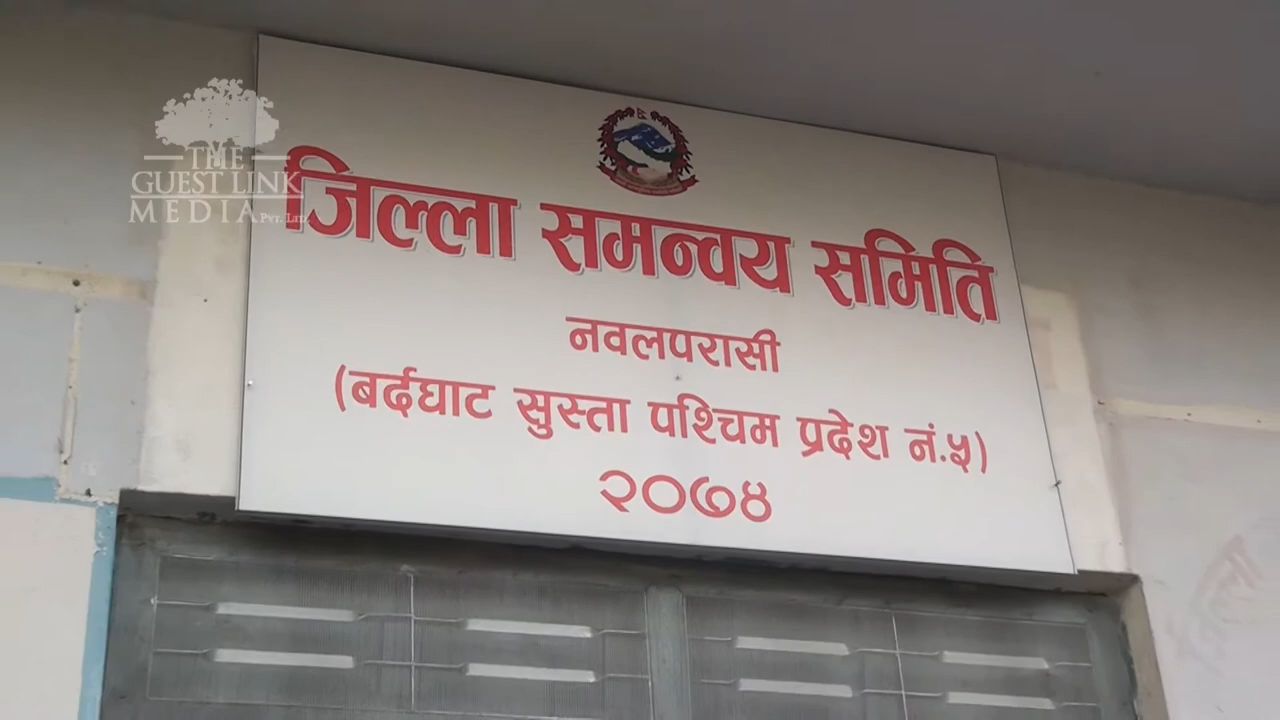 THE
GUEST LINK
MEDIA Pvt. Ltd.
जिल्ला समन्वय समिति
नवलपरासी
(बर्दघाट सुस्ता पश्चिम प्रदेश नं.५)
२०७४